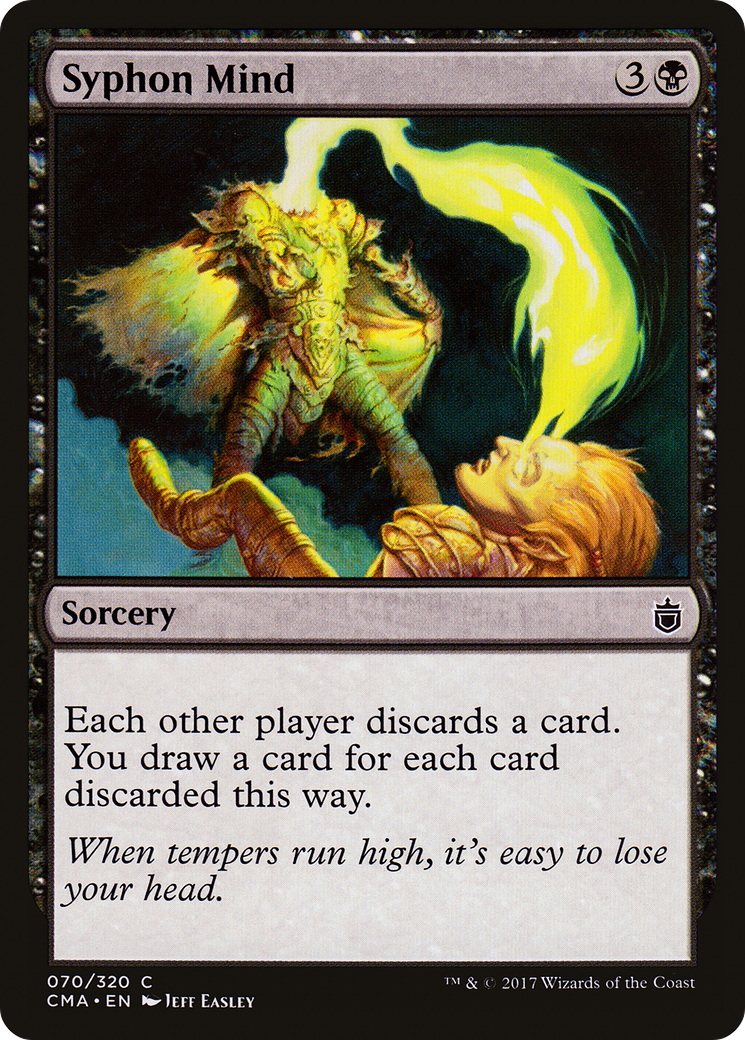 Syphon Mind 3
Sorcery
Each other player discards a card.
You draw a card for each card
discarded this way.
When tempers run high, it's easy to lose
your head.
070/320 C
™ & © 2017 Wizards of the Coast
CMA • EN Jeff Easley